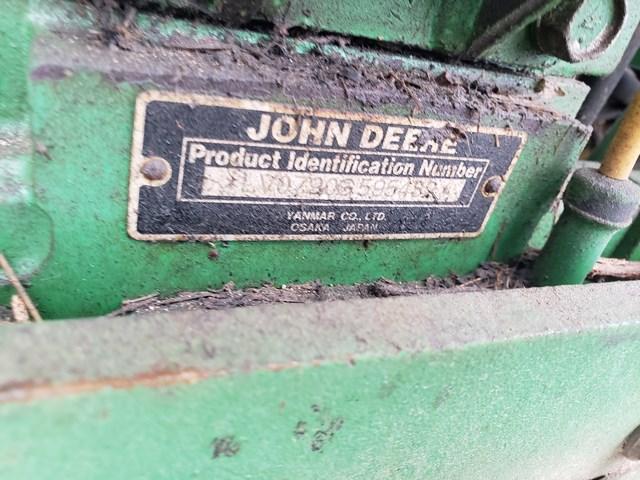 JOHN DEERE
Product Identification Number
YANMAR CO., LTD.
OSAKA JAPAN